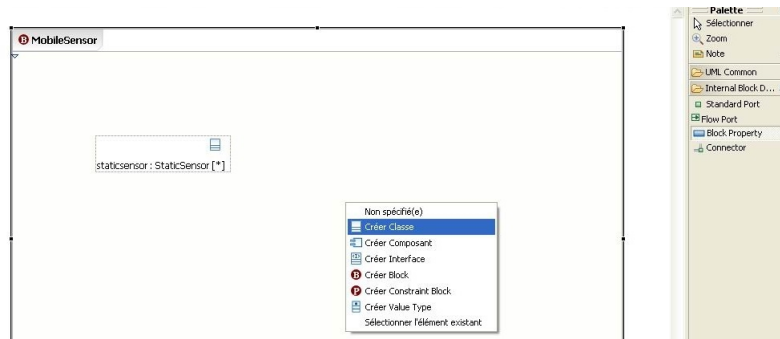 MobileSensor
staticsensor : StaticSensor [*]
Non spécifié(e)
Créer Classe
Créer Composant
Créer Interface
B Créer Block
P Créer Constraint Block
Créer Value Type
Sélectionner l'élément existant
Palette
Sélectionner
Zoom
Note
UML Common
Internal Block D...
Standard Port
Flow Port
Block Property
Connector